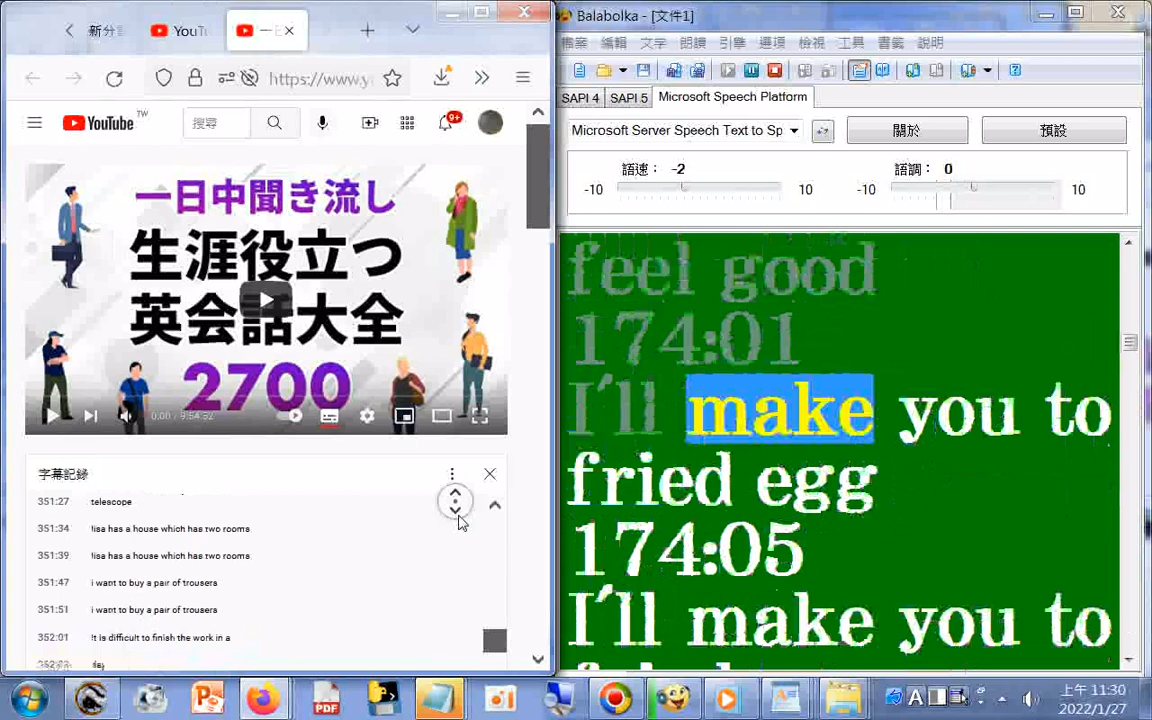 新分
YouTu
一E
https://www.y
YouTube TW
搜尋
9+
一日中聞き流し
生涯役立つ
英会話大全
2700
0:00 / 9:54:52
字幕記錄
351:27 telescope
351:34 lisa has a house which has two rooms
351:39 lisa has a house which has two rooms
351:47 i want to buy a pair of trousers
351:51 i want to buy a pair of trousers
352:01 it is difficult to finish the work in a
Balabolka - [文件1]
檔案 編輯 文字 朗讀 引擎 選項 檢視 工具 書籤 說明
SAPI 4 SAPI 5 Microsoft Speech Platform
Microsoft Server Speech Text to Sp
關於
預設
語速： -2
語調： 0
-10 10 -10 10
feel good
174:01
I'll make you to
fried egg
174:05
I'll make you to
PDF
A
上午 11:30
2022/1/27